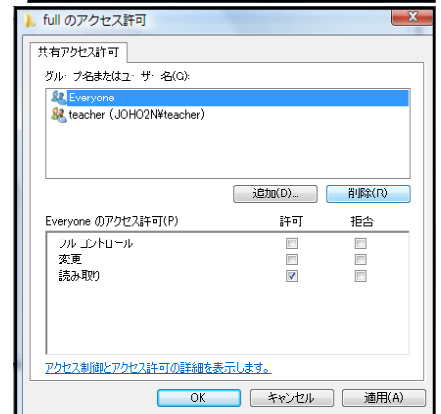 full のアクセス許可
共有アクセス許可
グループ名またはユーザー名(G):
Everyone
teacher (JOHO2N¥teacher)
追加(D)... 削除(R)
Everyone のアクセス許可(P) 許可 拒否
フル コントロール
変更
読み取り
アクセス制御とアクセス許可の詳細を表示します。
OK キャンセル 適用(A)